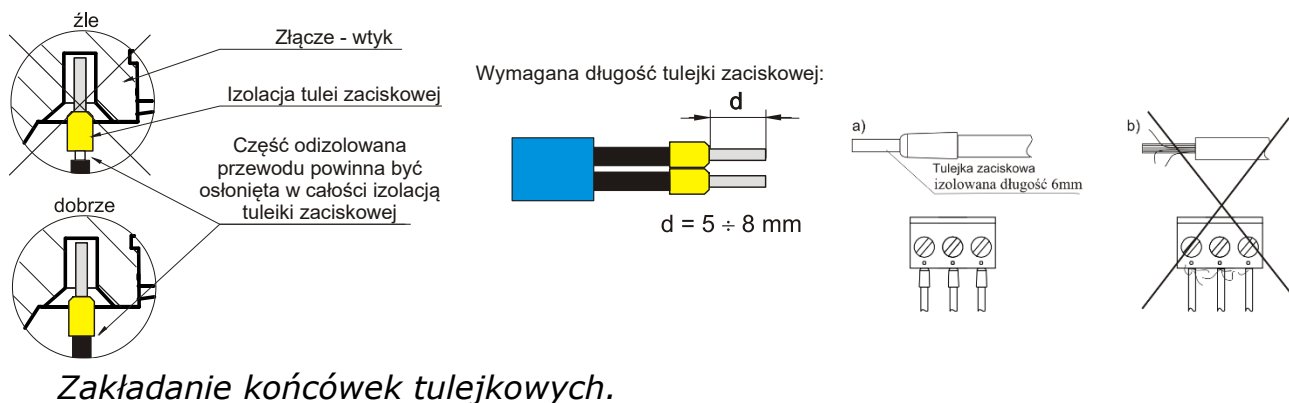 źle
Złącze - wtyk
Izolacja tulei zaciskowej
Część odizolowana
przewodu powinna być
osłonięta w całości izolacją
tuleiki zaciskowej
dobrze
Wymagana długość tulejki zaciskowej:
d
d = 5 ÷ 8 mm
a)
Tulejka zaciskowa
izolowana długość 6mm
b)
Zakładanie końcówek tulejkowych.